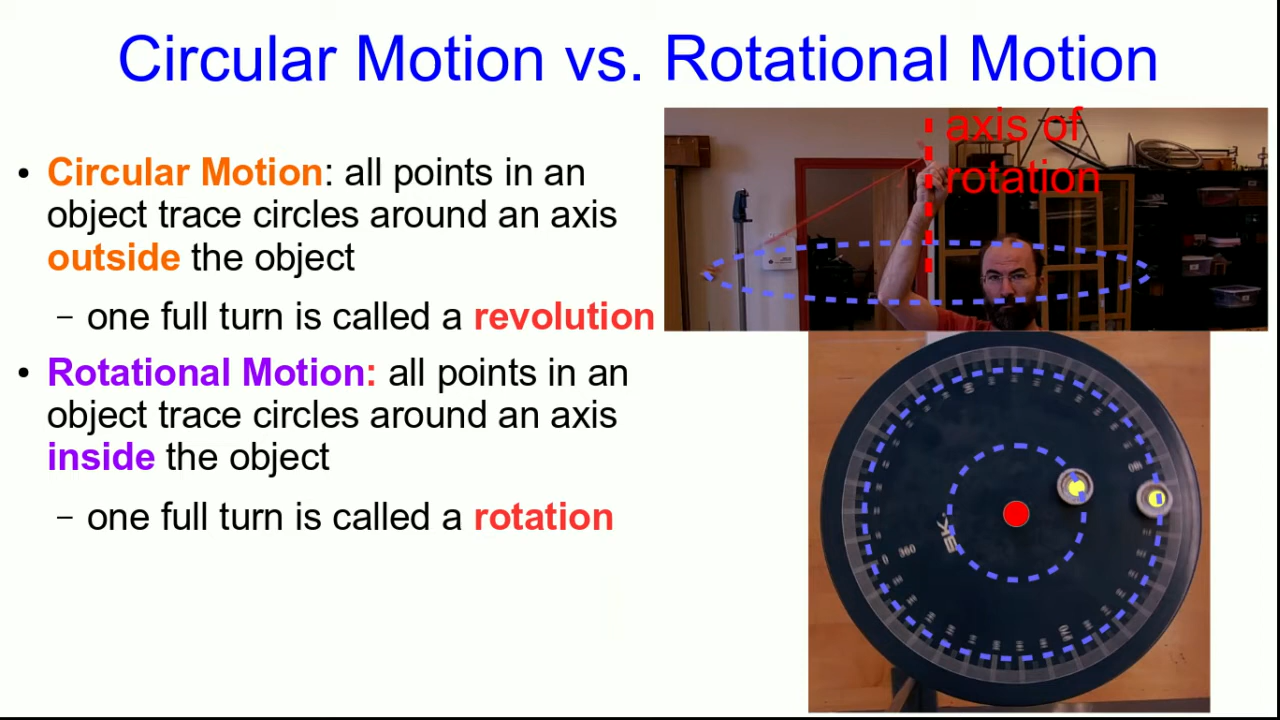 Circular Motion vs. Rotational Motion
• Circular Motion: all points in an
object trace circles around an axis
outside the object
– one full turn is called a revolution
• Rotational Motion: all points in an
object trace circles around an axis
inside the object
– one full turn is called a rotation
axis of
rotation
0 360